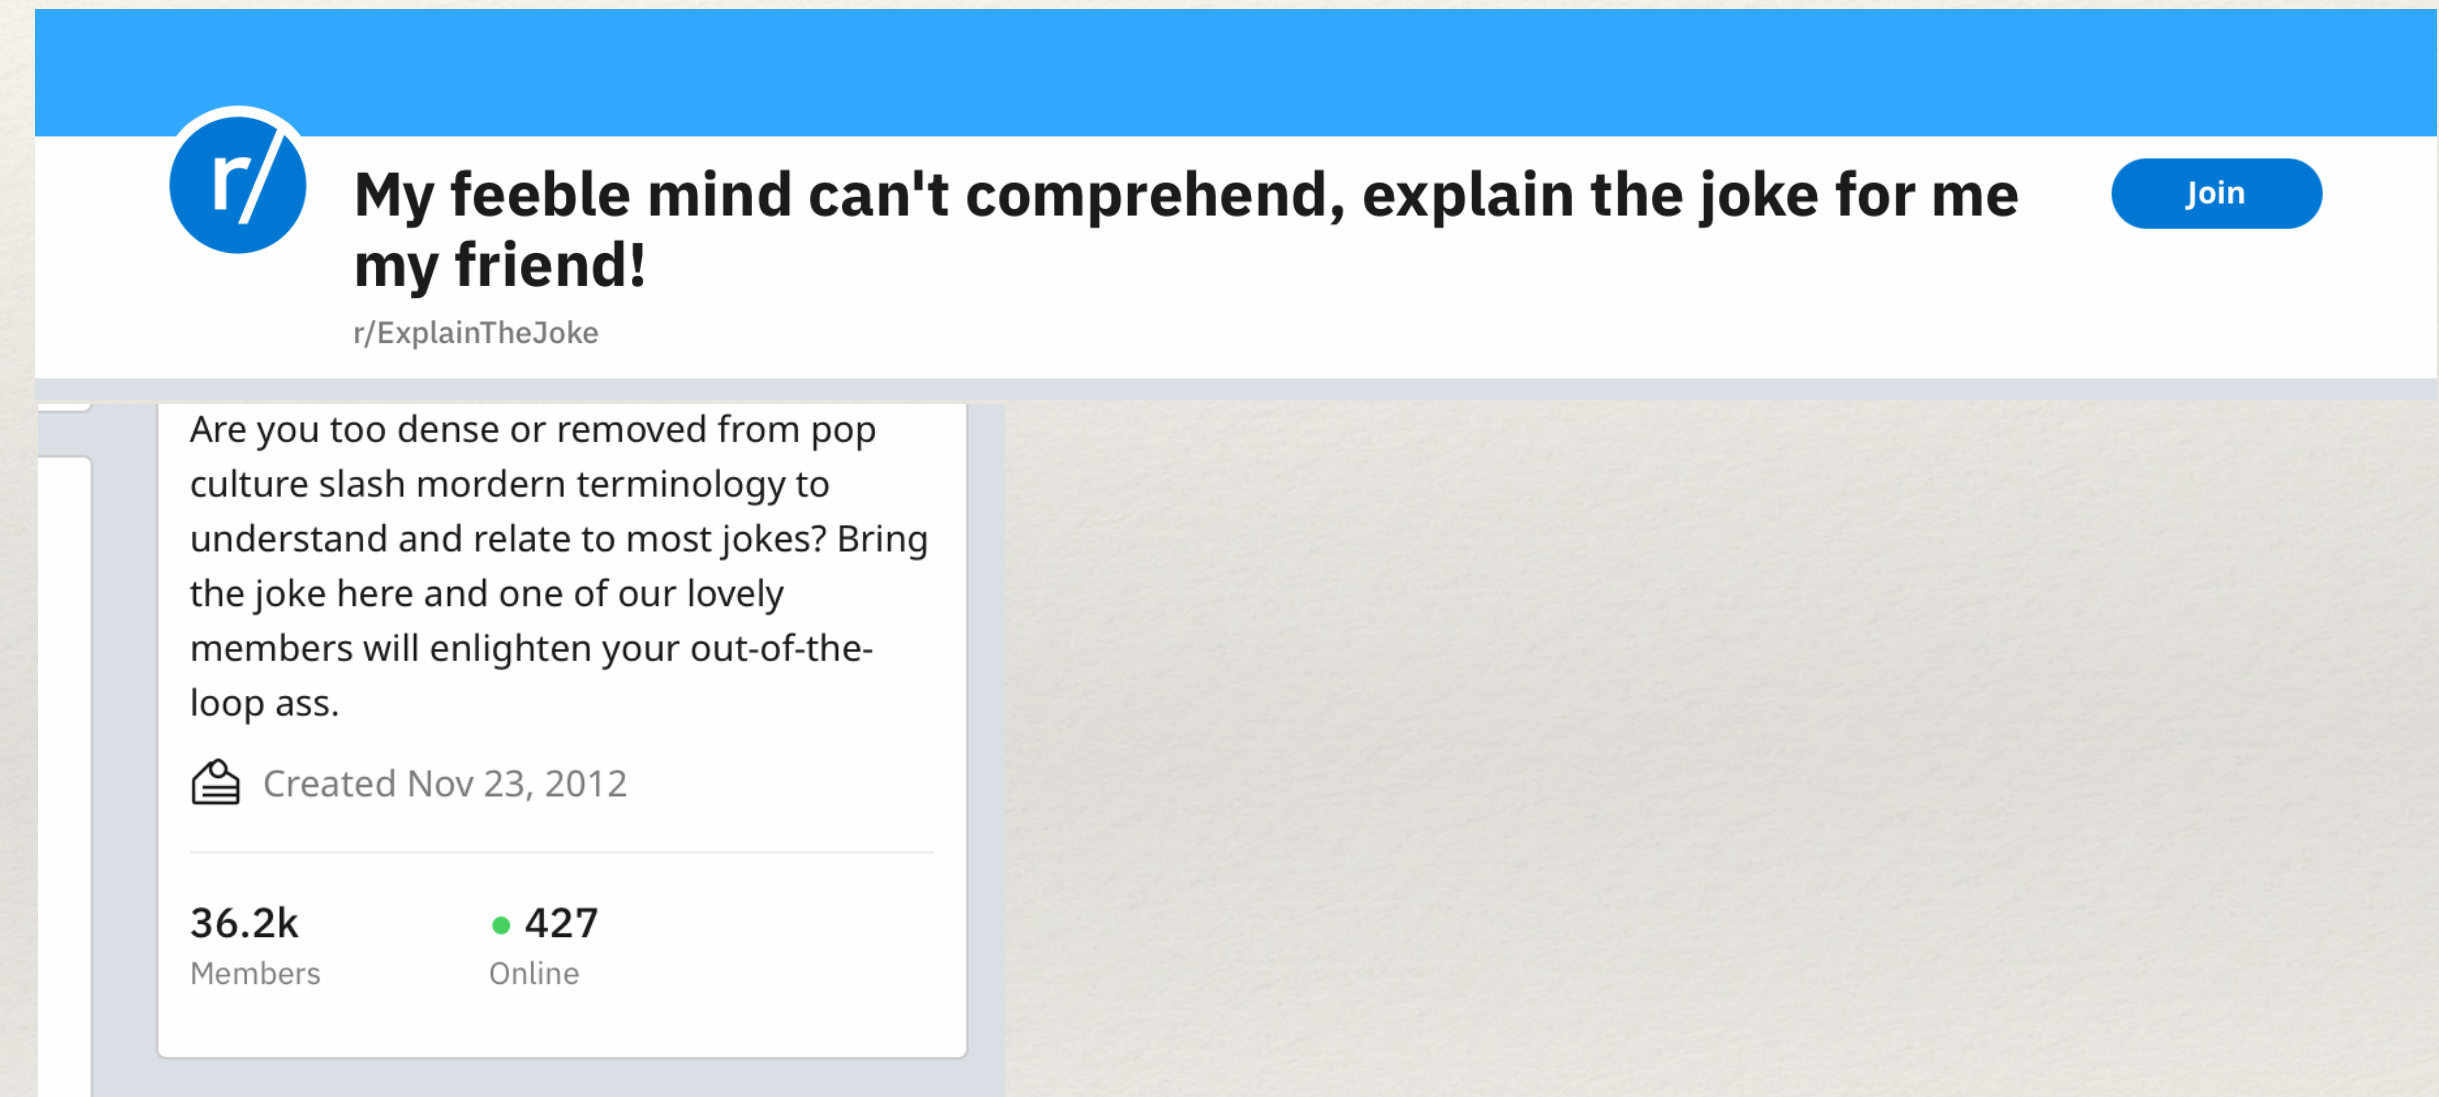 r/
My feeble mind can't comprehend, explain the joke for me
my friend!
Join
r/ExplainTheJoke
Are you too dense or removed from pop
culture slash mordern terminology to
understand and relate to most jokes? Bring
the joke here and one of our lovely
members will enlighten your out-of-the-
loop ass.
Created Nov 23, 2012
36.2k
427
Members
Online